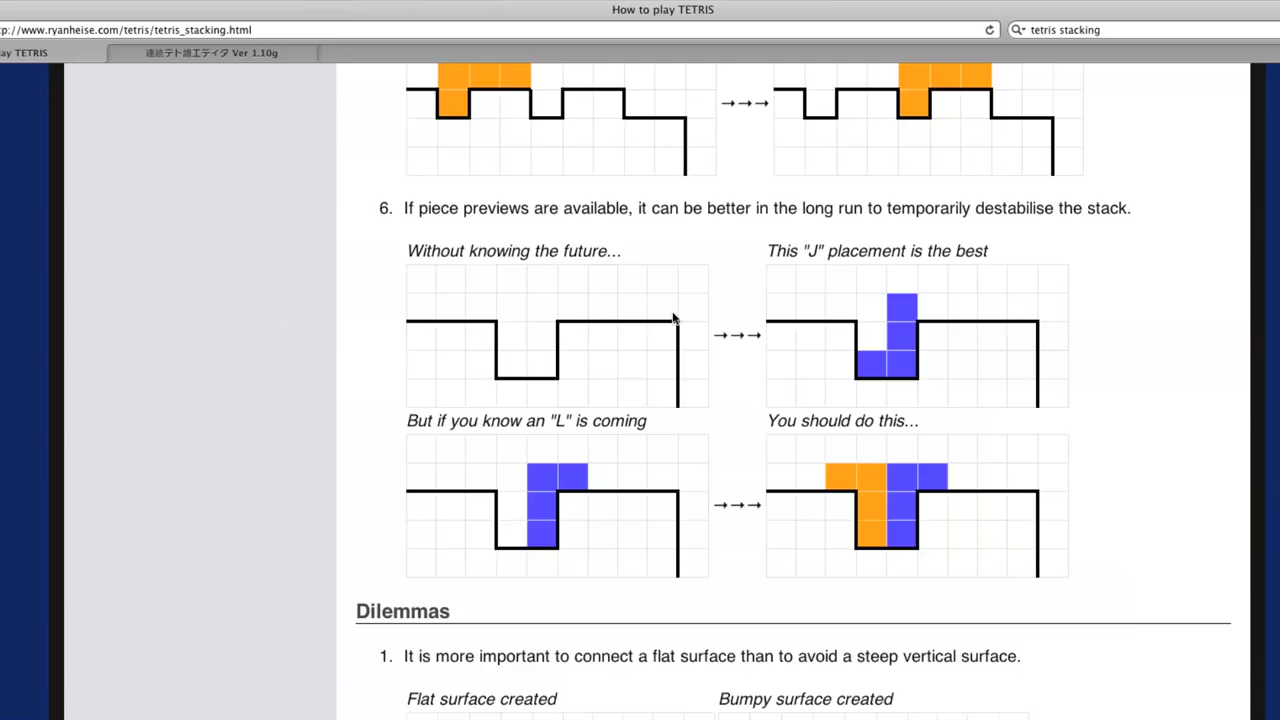 How to play TETRIS
tp://www.ryanheise.com/tetris/tetris_stacking.html
tetris stacking
lay TETRIS
連続テト譜エディタ Ver 1.10g
6. If piece previews are available, it can be better in the long run to temporarily destabilise the stack.
Without knowing the future...
This "J" placement is the best
But if you know an "L" is coming
You should do this...
Dilemmas
1. It is more important to connect a flat surface than to avoid a steep vertical surface.
Flat surface created
Bumpy surface created